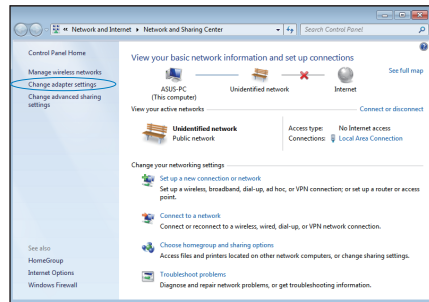 « Network and Internet ▸ Network and Sharing Center
Search Control Panel
Control Panel Home
Manage wireless networks
Change adapter settings
Change advanced sharing
settings
See also
HomeGroup
Internet Options
Windows Firewall
View your basic network information and set up connections
See full map
ASUS-PC
(This computer)
Unidentified network
Internet
View your active networks
Connect or disconnect
Unidentified network
Public network
Access type: No Internet access
Connections: Local Area Connection
Change your networking settings
Set up a new connection or network
Set up a wireless, broadband, dial-up, ad hoc, or VPN connection; or set up a router or access
point.
Connect to a network
Connect or reconnect to a wireless, wired, dial-up, or VPN network connection.
Choose homegroup and sharing options
Access files and printers located on other network computers, or change sharing settings.
Troubleshoot problems
Diagnose and repair network problems, or get troubleshooting information.